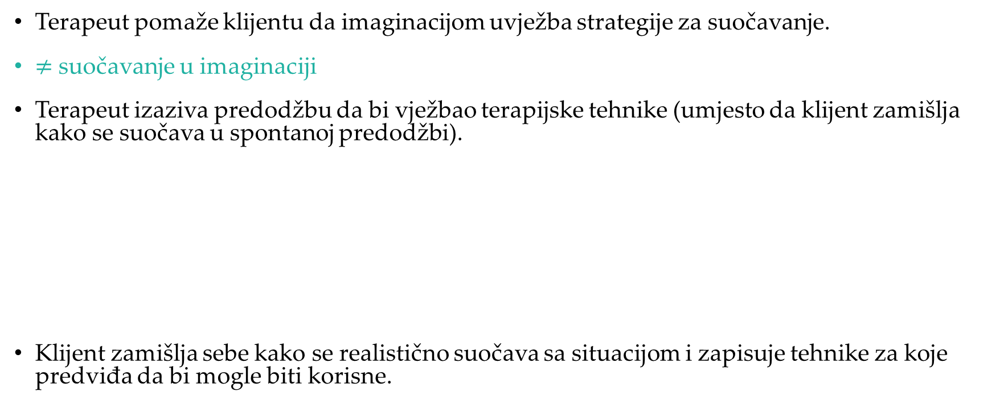 • Terapeut pomaže klijentu da imaginacijom uvježba strategije za suočavanje.
• ≠ suočavanje u imaginaciji
• Terapeut izaziva predodžbu da bi vježbao terapijske tehnike (umjesto da klijent zamišlja
kako se suočava u spontanoj predodžbi).
• Klijent zamišlja sebe kako se realistično suočava sa situacijom i zapisuje tehnike za koje
predviđa da bi mogle biti korisne.